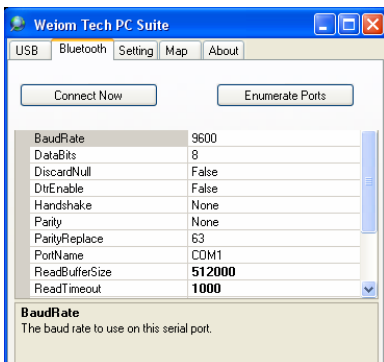 Weiom Tech PC Suite
USB Bluetooth Setting Map About
Connect Now Enumerate Ports
BaudRate 9600
DataBits 8
DiscardNull False
DtrEnable False
Handshake None
Parity None
ParityReplace 63
PortName COM1
ReadBufferSize 512000
ReadTimeout 1000
BaudRate
The baud rate to use on this serial port.